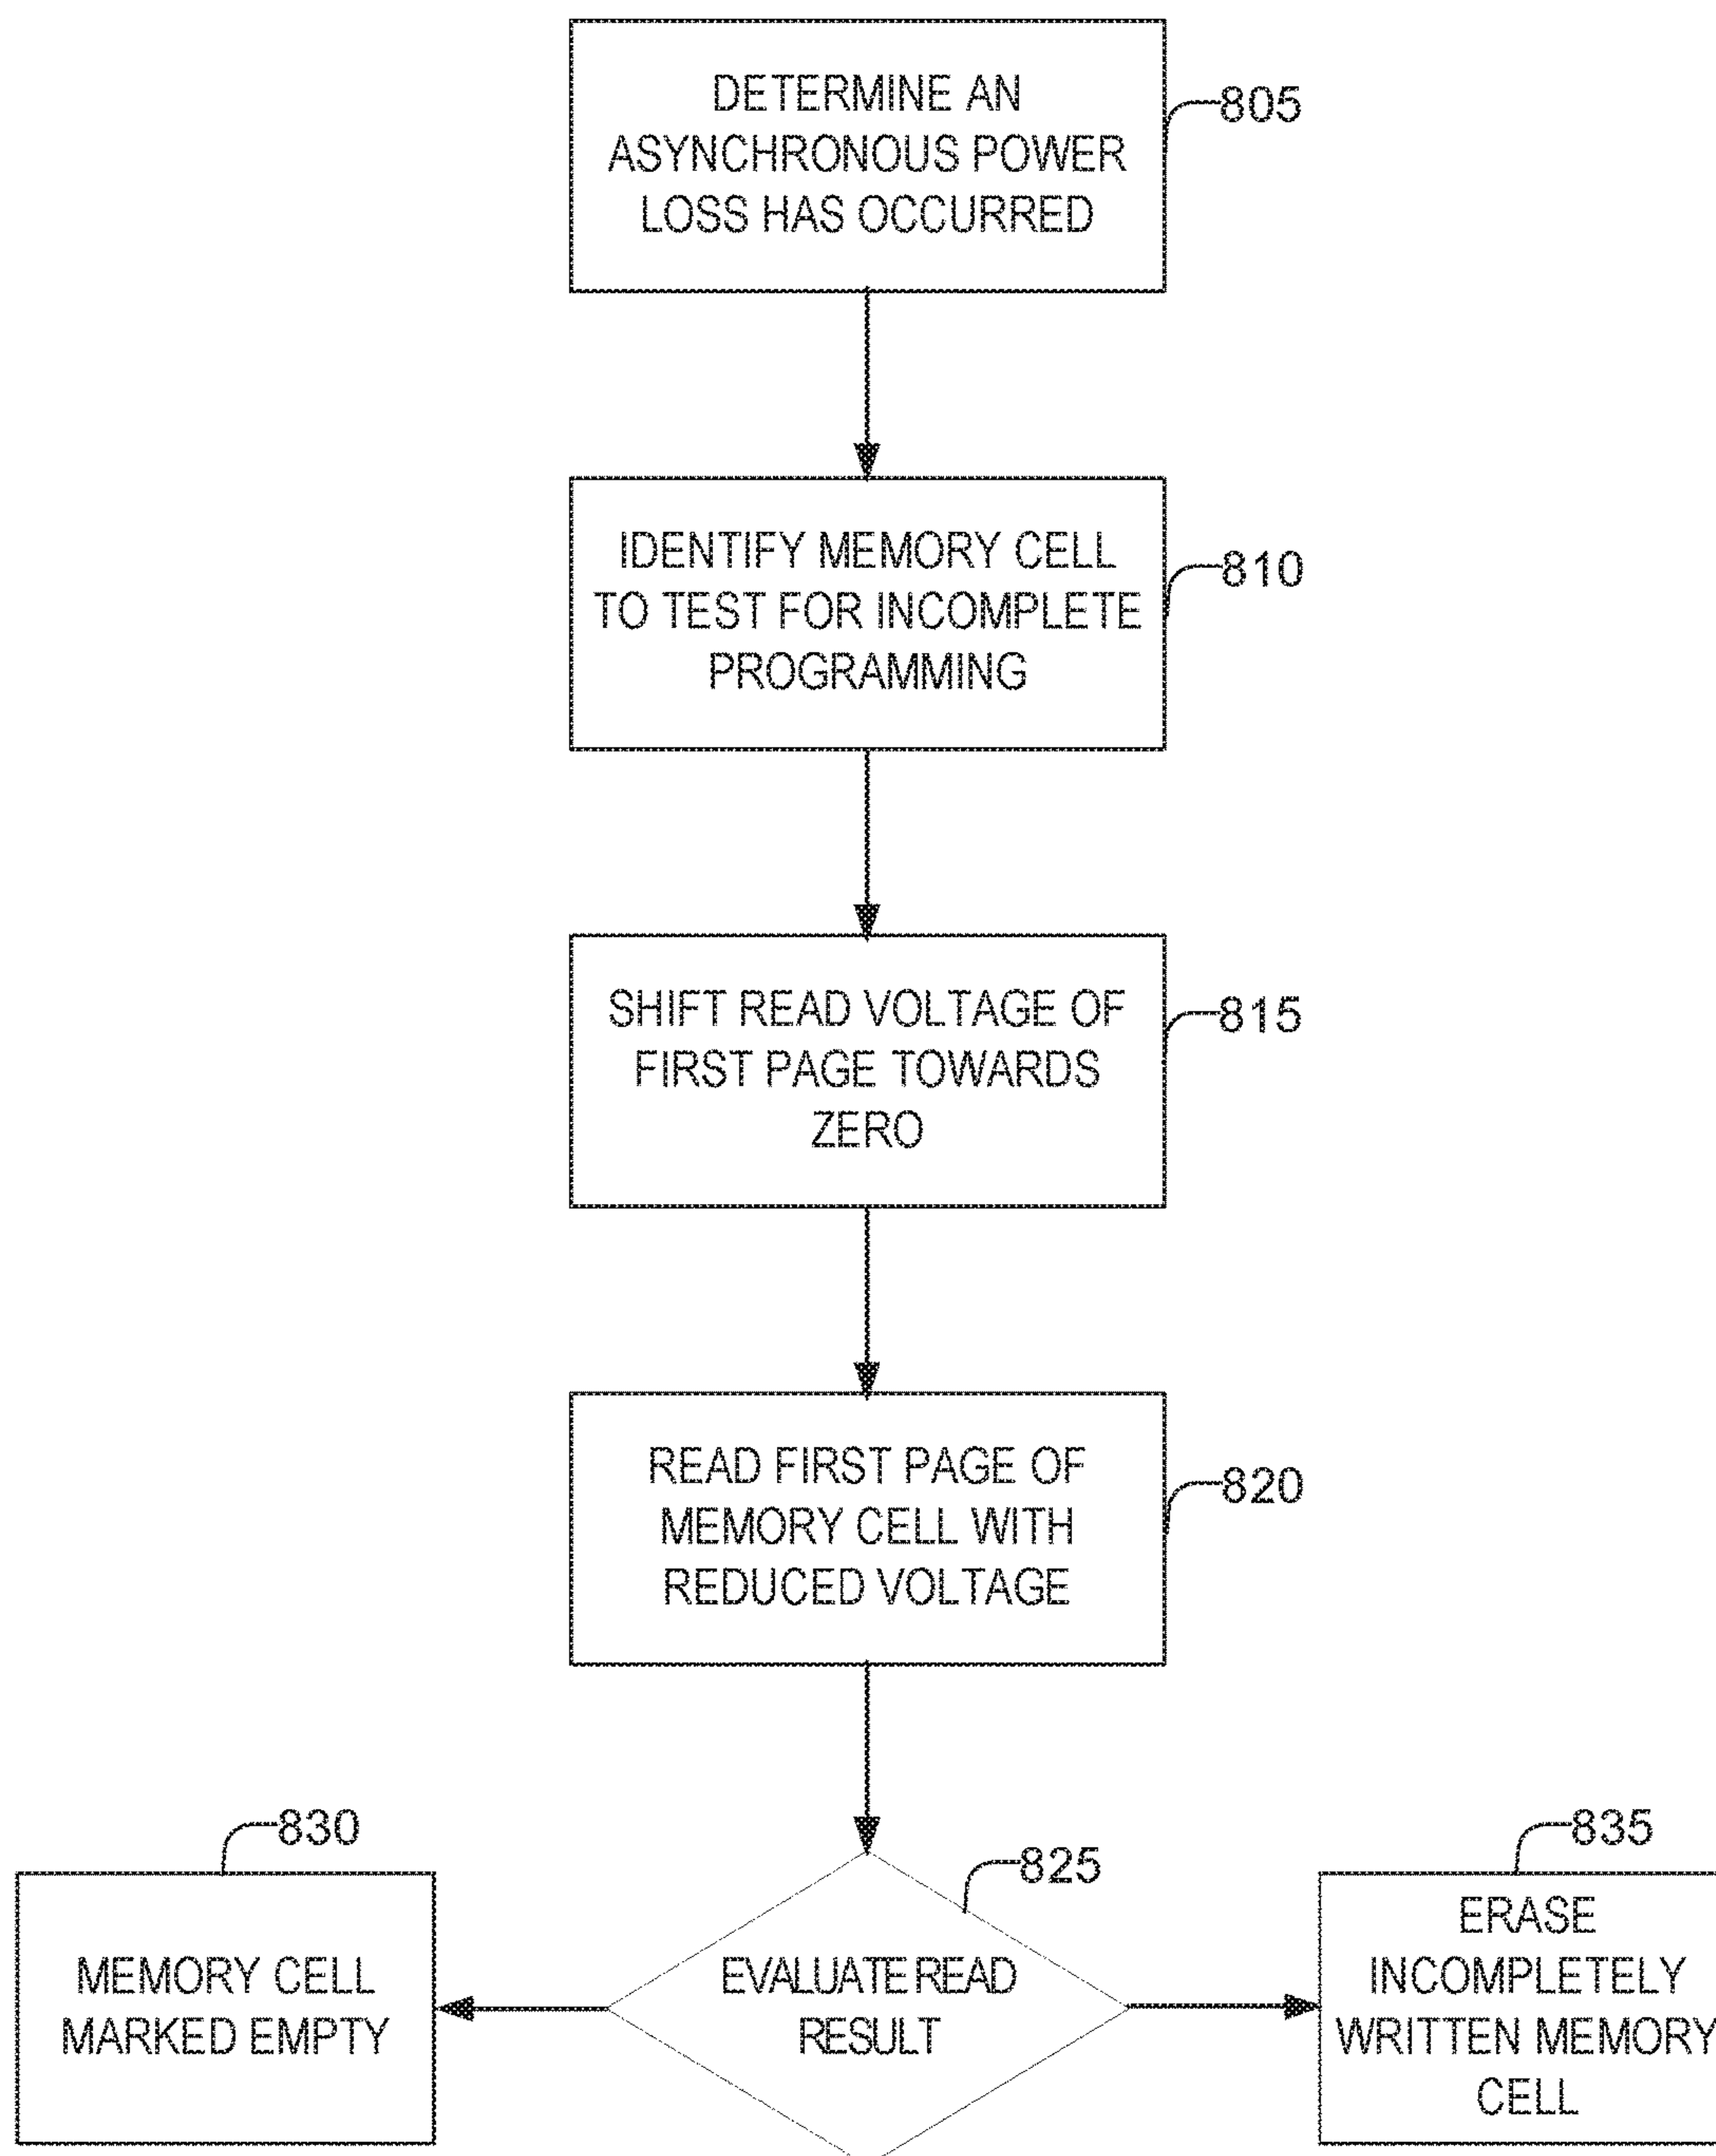 DETERMINE AN
ASYNCHRONOUS POWER
LOSS HAS OCCURRED
805
IDENTIFY MEMORY CELL
TO TEST FOR INCOMPLETE
PROGRAMMING
810
SHIFT READ VOLTAGE OF
FIRST PAGE TOWARDS
ZERO
815
READ FIRST PAGE OF
MEMORY CELL WITH
REDUCED VOLTAGE
820
830
MEMORY CELL
MARKED EMPTY
825
EVALUATE READ
RESULT
835
ERASE
INCOMPLETELY
WRITTEN MEMORY
CELL